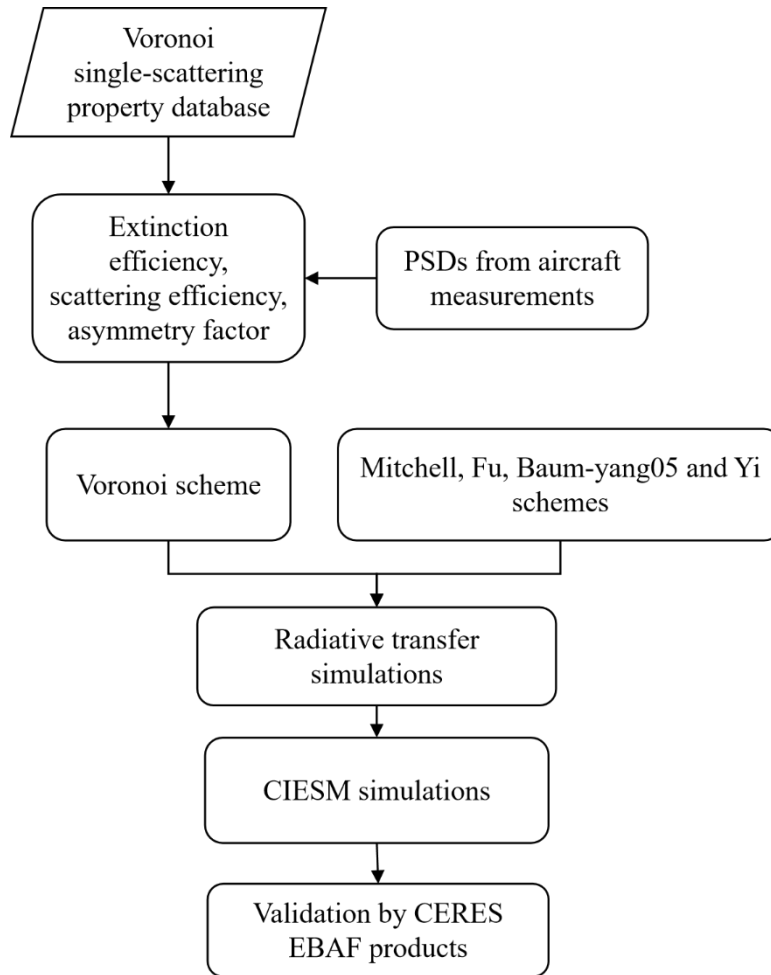 Voronoi
single-scattering
property database
Extinction
efficiency,
scattering efficiency,
asymmetry factor
PSDs from aircraft
measurements
Voronoi scheme
Mitchell, Fu, Baum-yang05 and Yi
schemes
Radiative transfer
simulations
CIESM simulations
Validation by CERES
EBAF products